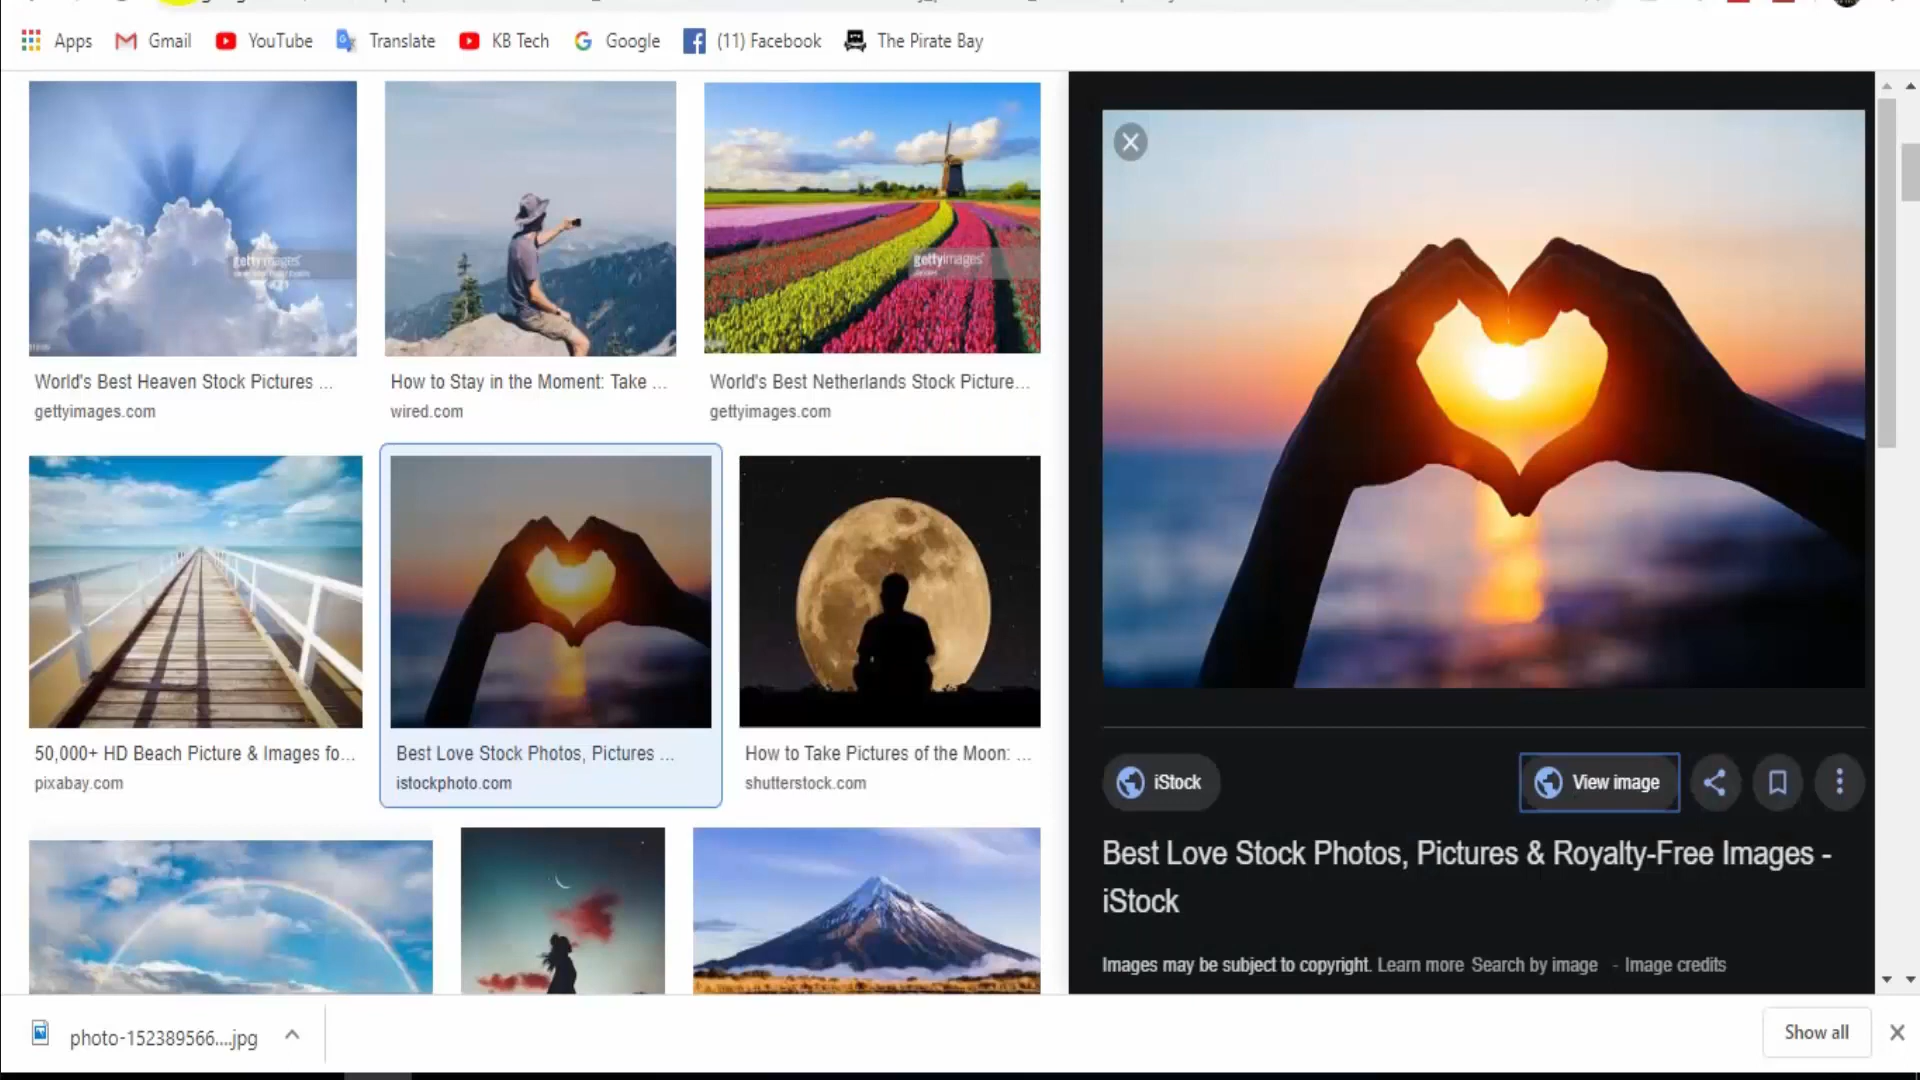 Apps Gmail YouTube Translate KB Tech Google (11) Facebook The Pirate Bay
gettyimages
gettyimages
World's Best Heaven Stock Pictures ...
gettyimages.com
How to Stay in the Moment: Take ...
wired.com
World's Best Netherlands Stock Picture...
gettyimages.com
50,000+ HD Beach Picture & Images fo...
pixabay.com
Best Love Stock Photos, Pictures ...
istockphoto.com
How to Take Pictures of the Moon: ...
shutterstock.com
iStock
View image
Best Love Stock Photos, Pictures & Royalty-Free Images -
iStock
Images may be subject to copyright. Learn more Search by image - Image credits
photo-152389566....jpg
Show all